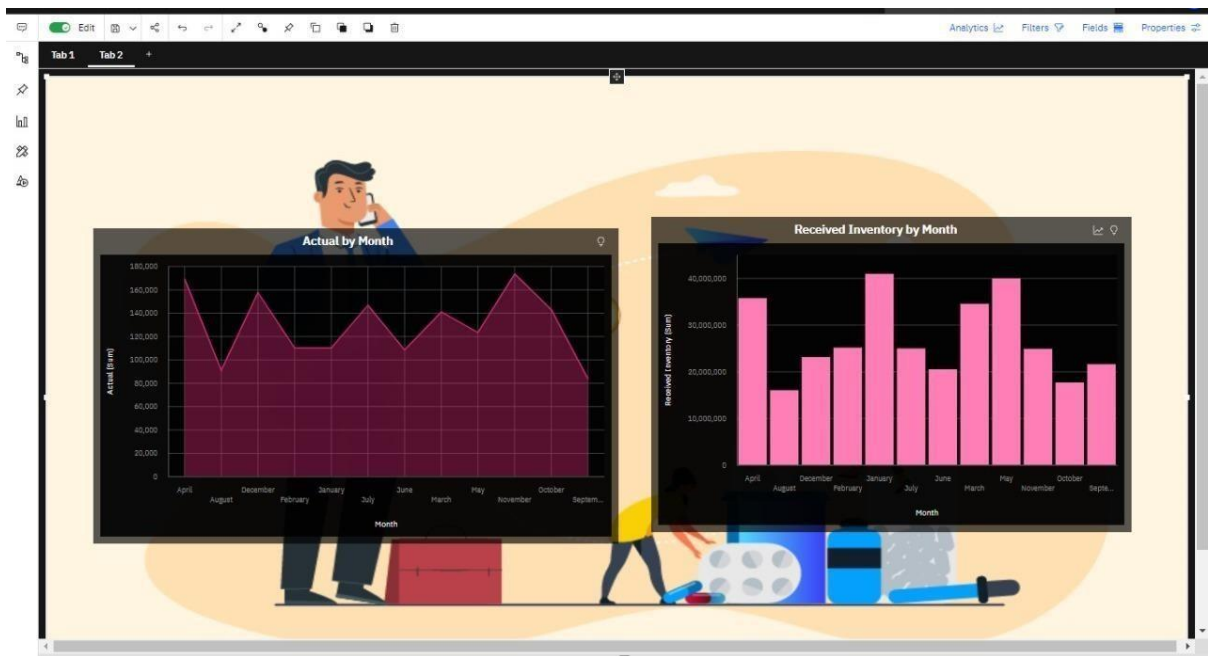 Edit
Analytics
Filters
Fields
Properties
Tab 1
Tab 2
+
Actual by Month
180,000
160,000
140,000
120,000
100,000
80,000
60,000
40,000
20,000
0
Actual (Sum)
April
August
December
February
January
July
June
March
May
November
October
Septem...
Month
Received Inventory by Month
40,000,000
30,000,000
20,000,000
10,000,000
0
Received Inventory (Sum)
April
August
December
February
January
July
June
March
May
November
October
Septe...
Month